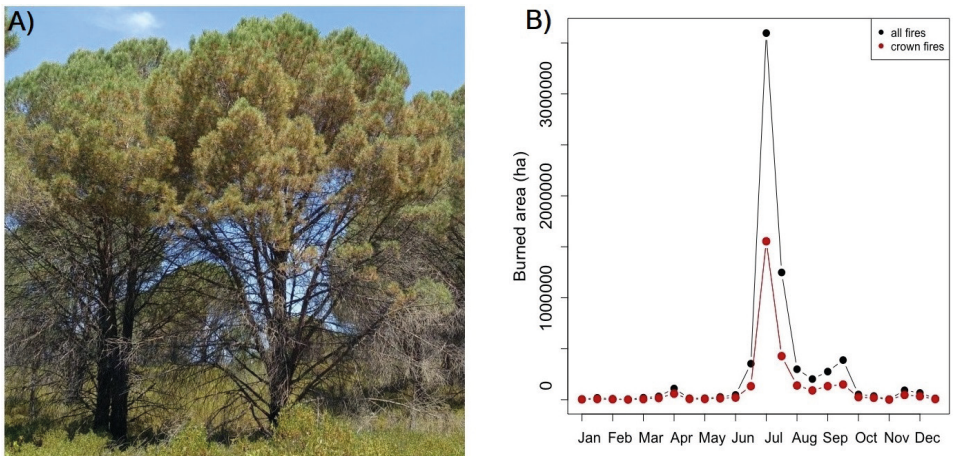 A)
B)
all fires
crown fires
Burned area (ha)
3000000
2000000
1000000
0
Jan Feb Mar Apr May Jun Jul Aug Sep Oct Nov Dec